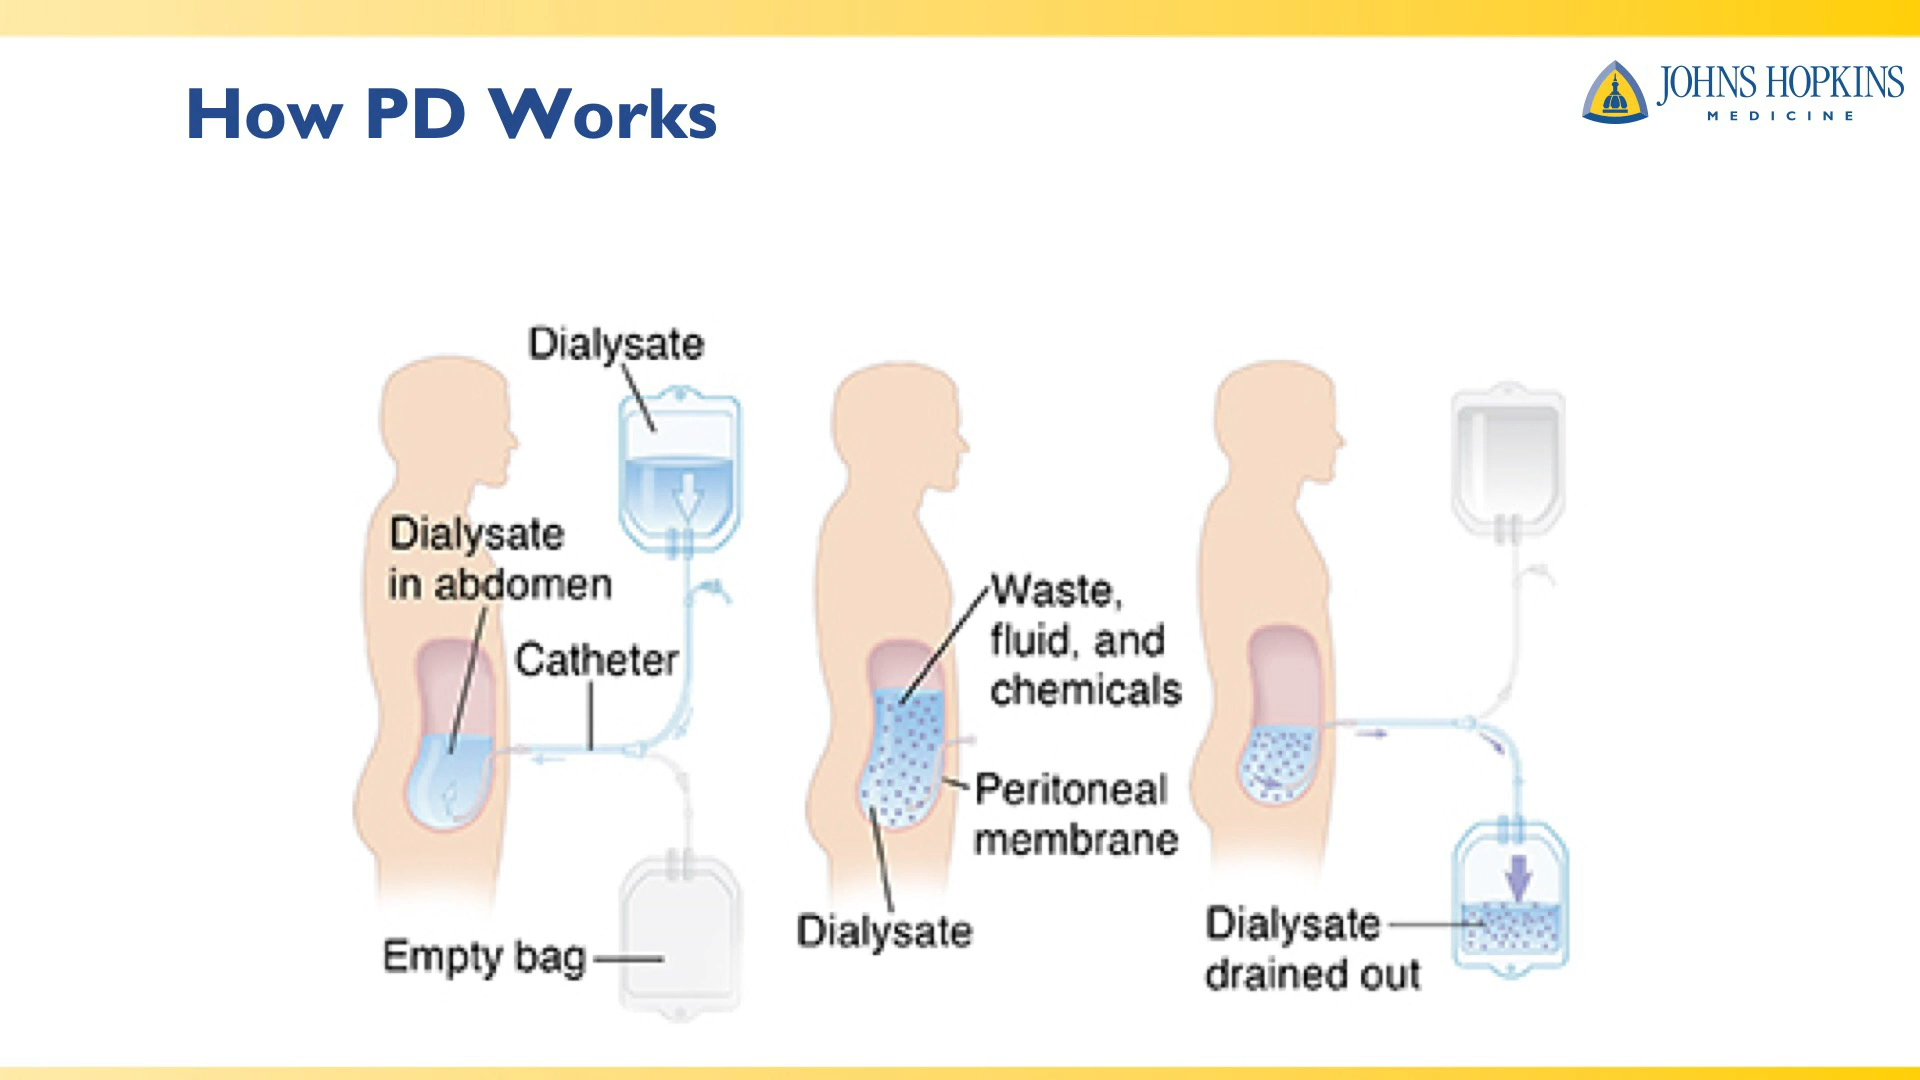 How PD Works
JOHNS HOPKINS
MEDICINE
Dialysate
Dialysate
in abdomen
Catheter
Empty bag
Waste,
fluid, and
chemicals
Peritoneal
membrane
Dialysate
Dialysate
drained out